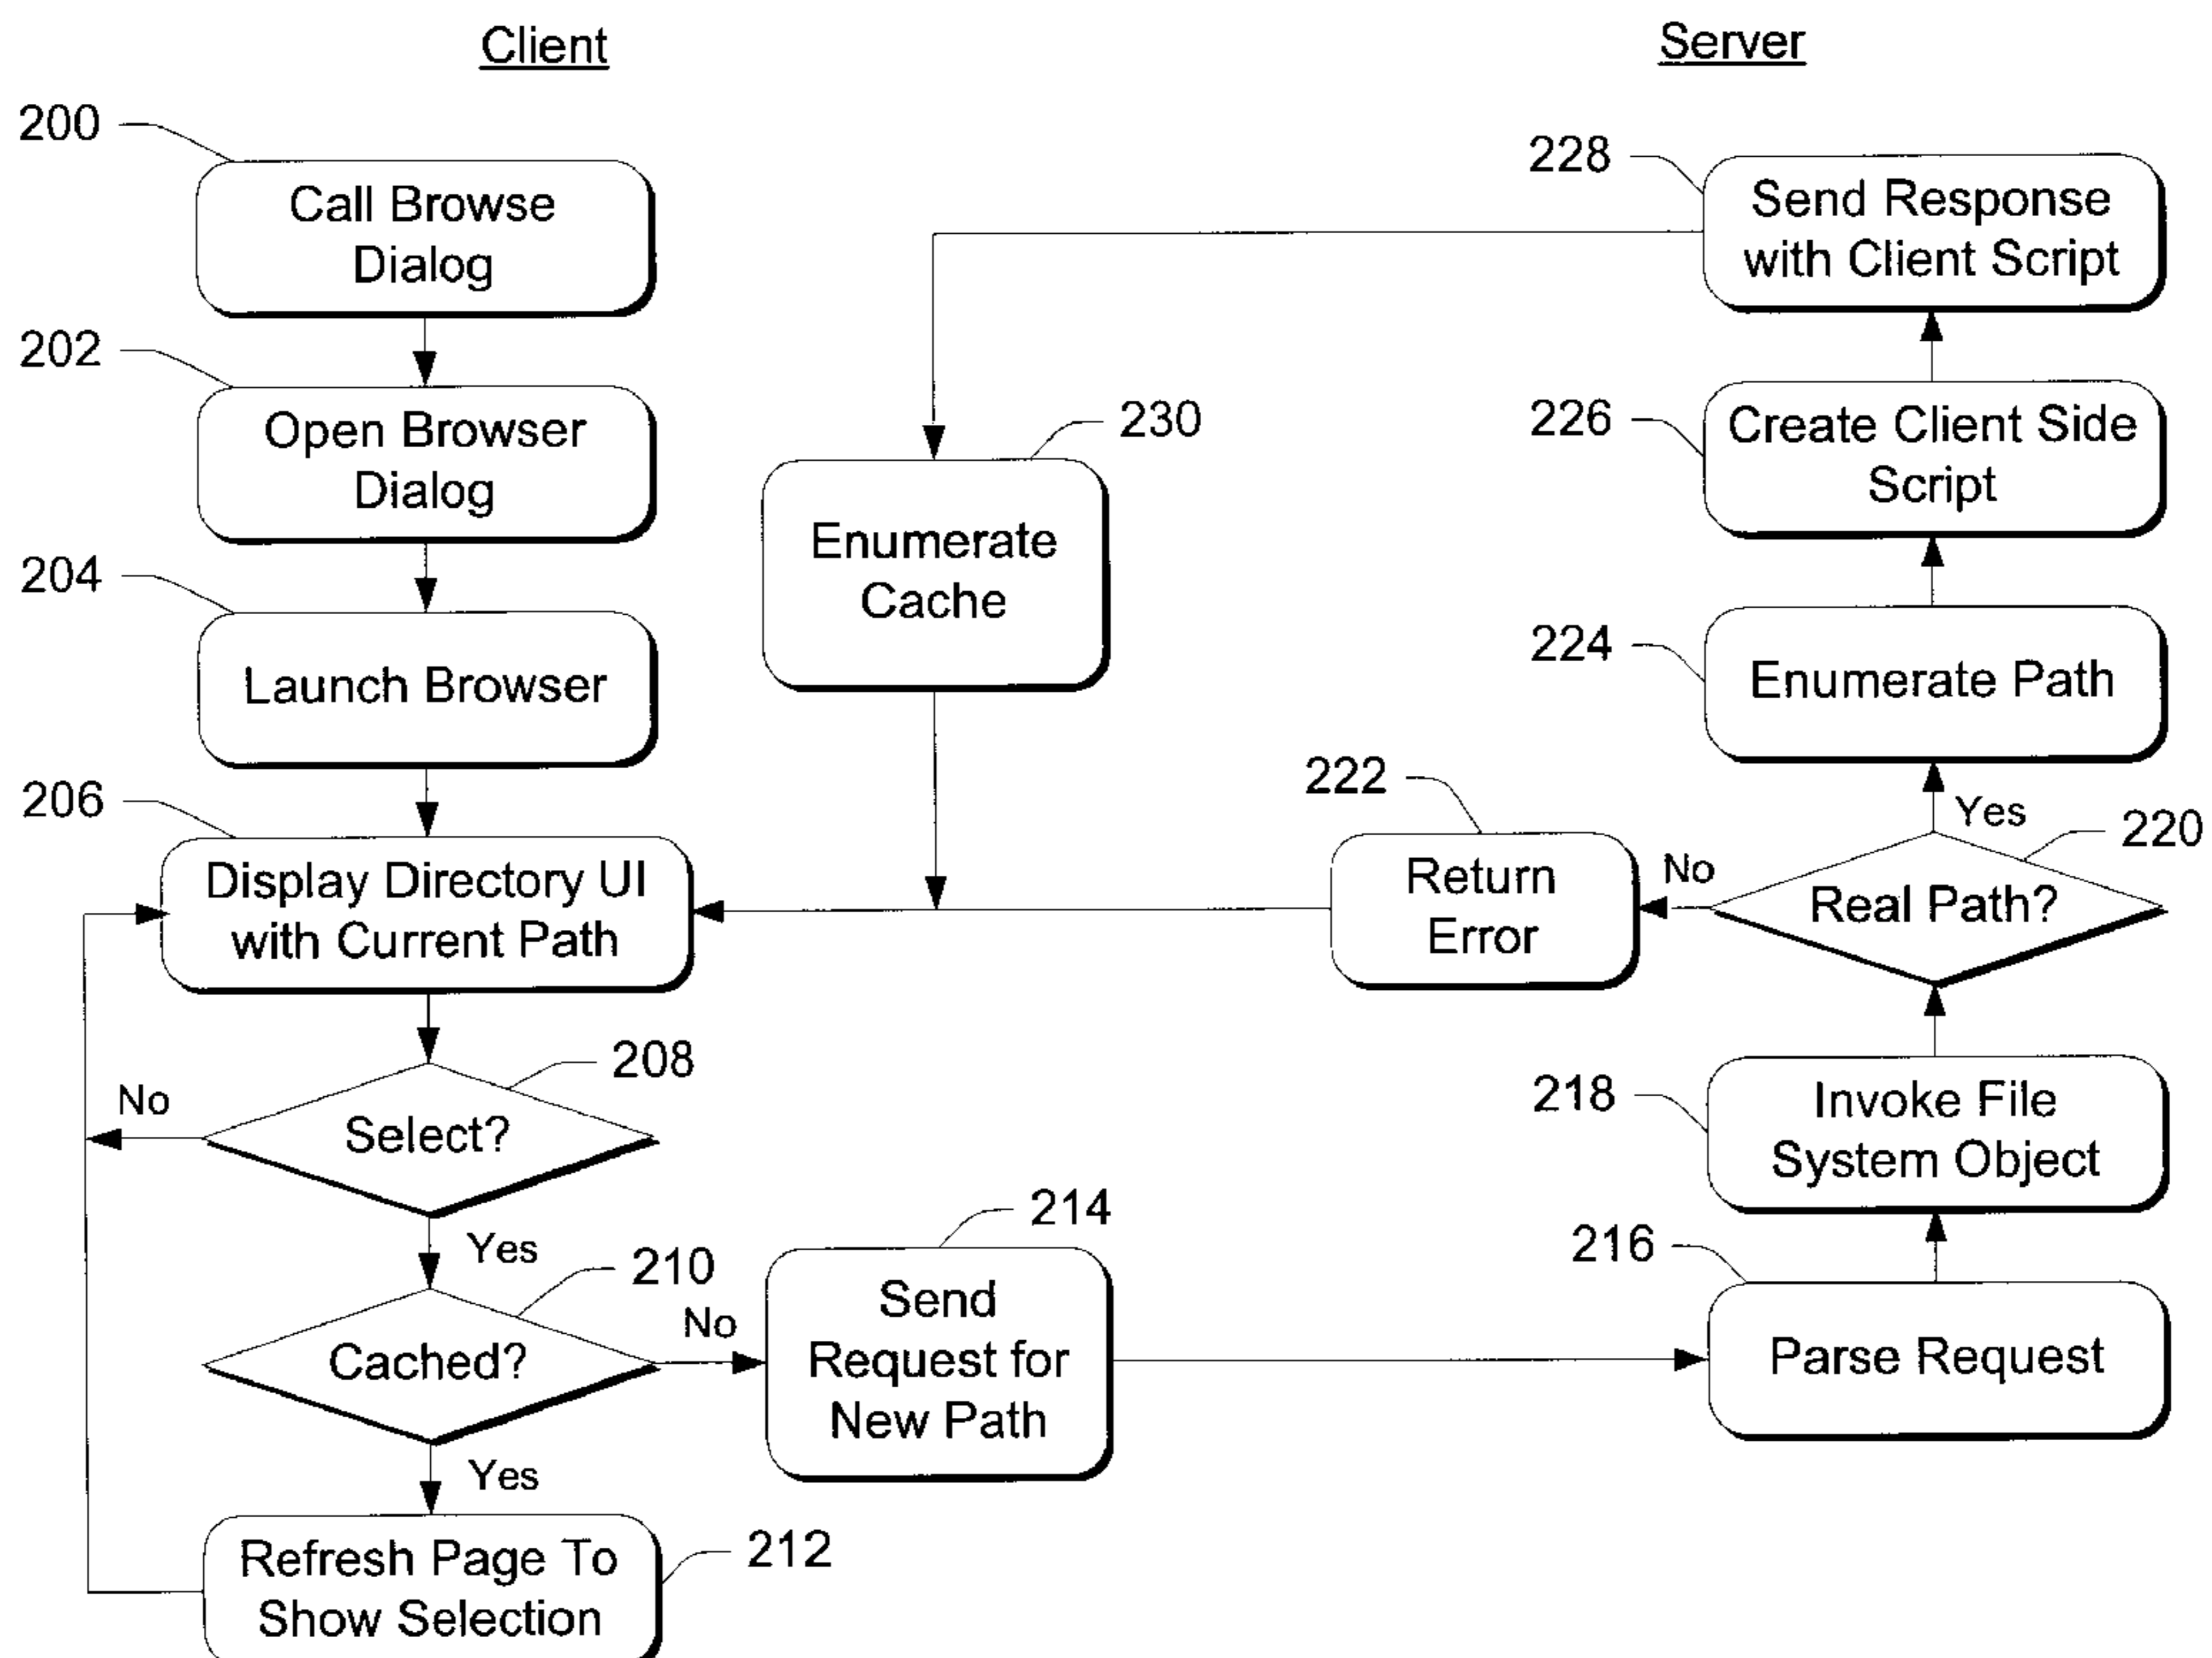 Client
Server
200
Call Browse
Dialog
202
Open Browser
Dialog
204
Launch Browser
206
Display Directory UI
with Current Path
208
Select?
No
Yes
210
Cached?
No
Yes
212
Refresh Page To
Show Selection
214
Send
Request for
New Path
216
Parse Request
218
Invoke File
System Object
220
Real Path?
No
Yes
222
Return
Error
224
Enumerate Path
226
Create Client Side
Script
228
Send Response
with Client Script
230
Enumerate
Cache